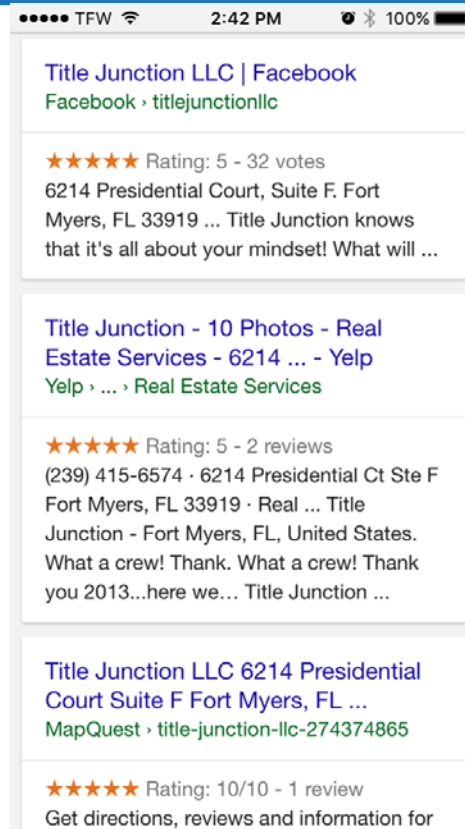 TFW 2:42 PM 100%
Title Junction LLC | Facebook
Facebook › titlejunctionllc
★★★★★ Rating: 5 - 32 votes
6214 Presidential Court, Suite F. Fort
Myers, FL 33919 ... Title Junction knows
that it's all about your mindset! What will ...
Title Junction - 10 Photos - Real
Estate Services - 6214 ... - Yelp
Yelp › ... › Real Estate Services
★★★★★ Rating: 5 - 2 reviews
(239) 415-6574 · 6214 Presidential Ct Ste F
Fort Myers, FL 33919 · Real ... Title
Junction - Fort Myers, FL, United States.
What a crew! Thank. What a crew! Thank
you 2013...here we… Title Junction ...
Title Junction LLC 6214 Presidential
Court Suite F Fort Myers, FL ...
MapQuest › title-junction-llc-274374865
★★★★★ Rating: 10/10 - 1 review
Get directions, reviews and information for